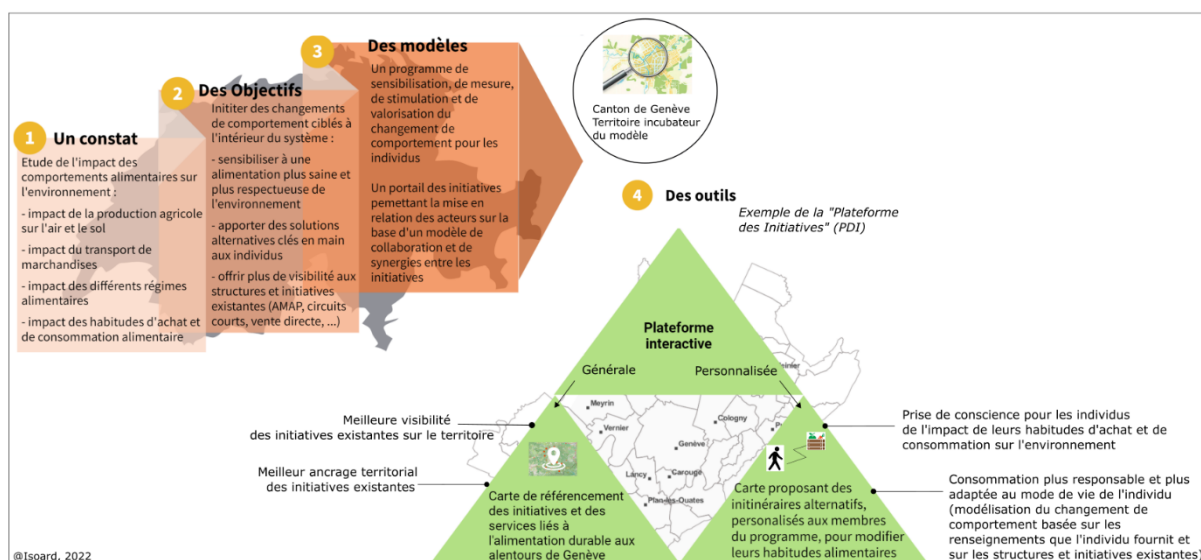 1 Un constat
Etude de l'impact des
comportements alimentaires sur
l'environnement :
- impact de la production agricole
sur l'air et le sol
- impact du transport de
marchandises
- impact des différents régimes
alimentaires
- impact des habitudes d'achat et
de consommation alimentaire
2 Des Objectifs
Inititer des changements
de comportement ciblés à
l'intérieur du système :
- sensibiliser à une
alimentation plus saine et
plus respectueuse de
l'environnement
- apporter des solutions
alternatives clés en main
aux individus
- offrir plus de visibilité aux
structures et initiatives
existantes (AMAP, circuits
courts, vente directe, ...)
3 Des modèles
Un programme de
sensibilisation, de mesure,
de stimulation et de
valorisation du
changement de
comportement pour les
individus
Un portail des initiatives
pemettant la mise en
relation des acteurs sur la
base d'un modèle de
collaboration et de
synergies entre les
initiatives
Canton de Genève
Territoire incubateur
du modèle
4 Des outils
Exemple de la "Plateforme
des Initiatives" (PDI)
Plateforme
interactive
Générale
Personnalisée
Meyrin
Vernier
Cologny
Genève
Lancy
Carouge
Plan-les-Ouates
Meilleure visibilité
des initiatives existantes sur le territoire
Meilleur ancrage territorial
des initiatives existantes
Carte de référencement
des initiatives et des
services liés à
l'alimentation durable aux
alentours de Genève
Carte proposant des
initinéraires alternatifs,
personalisés aux membres
du programme, pour modifier
leurs habitudes alimentaires
Prise de conscience pour les individus
de l'impact de leurs habitudes d'achat et de
consommation sur l'environnement
Consommation plus responsable et plus
adaptée au mode de vie de l'individu
(modélisation du changement de
comportement basée sur les
renseignements que l'individu fournit et
sur les structures et initiatives existantes)
@Isoard, 2022